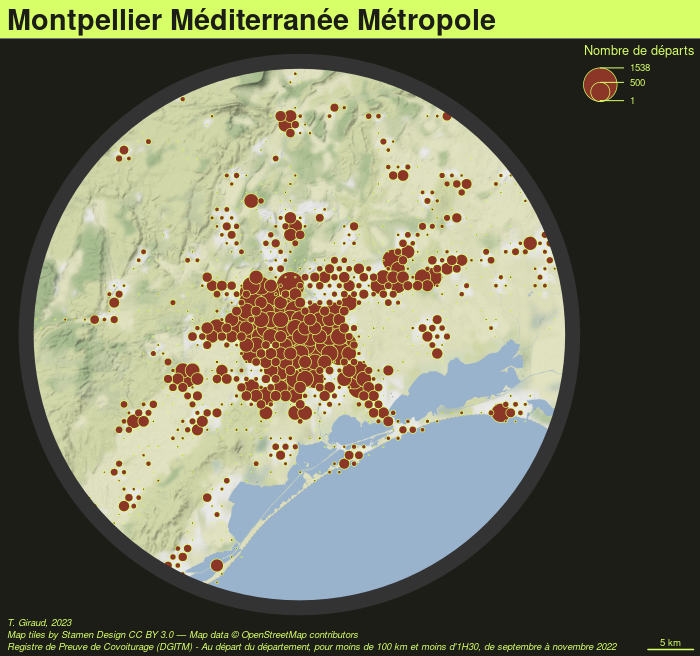 Montpellier Méditerranée Métropole
Nombre de départs
1538
500
1
T. Giraud, 2023
Map tiles by Stamen Design CC BY 3.0 — Map data © OpenStreetMap contributors
Registre de Preuve de Covoiturage (DGITM) - Au départ du département, pour moins de 100 km et moins d'1H30, de septembre à novembre 2022
5 km